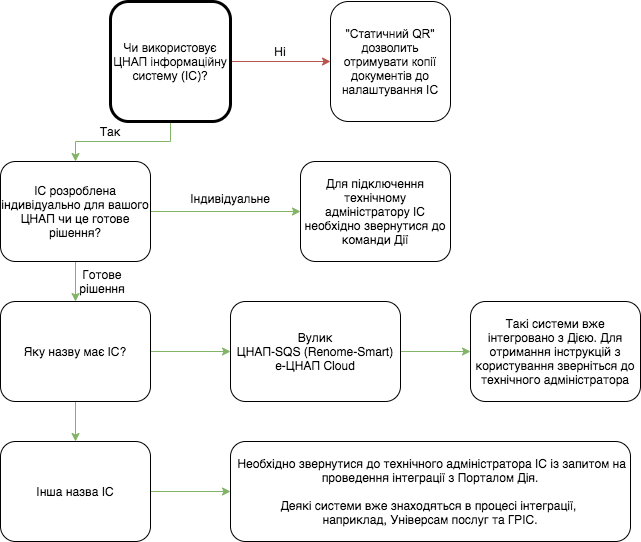 Чи використовує
ЦНАП інформаційну
систему (ІС)?
Ні
"Статичний QR"
дозволить
отримувати копії
документів до
налаштування ІС
Так
ІС розроблена
індивідуально для вашого
ЦНАП чи це готове
рішення?
Індивидуальне
Для підключення
технічному
адміністратору ІС
необхідно звернутися до
команди Дії
Готове
рішення
Яку назву має ІС?
Вулик
ЦНАП-SQS (Renome-Smart)
е-ЦНАП Cloud
Такі системи вже
інтегровано з Дією. Для
отримання інструкцій з
користування зверніться до
технічного адміністратора
Інша назва ІС
Необхідно звернутися до технічного адміністратора ІС із запитом на
проведення інтеграції з Порталом Дія.
Деякі системи вже знаходяться в процесі інтеграції,
наприклад, Універсам послуг та ГРІС.